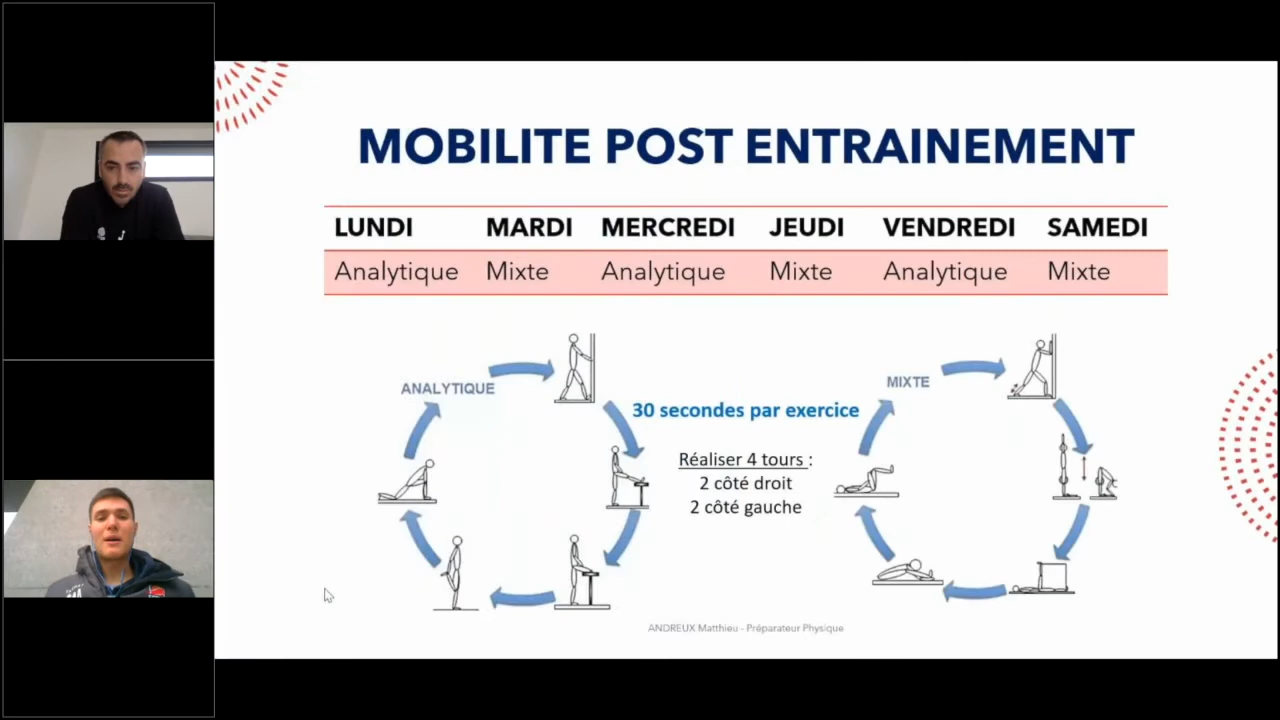 MOBILITE POST ENTRAINEMENT
LUNDI MARDI MERCREDI JEUDI VENDREDI SAMEDI
Analytique Mixte Analytique Mixte Analytique Mixte
ANALYTIQUE
MIXTE
30 secondes par exercice
Réaliser 4 tours :
2 côté droit
2 côté gauche
ANDREUX Matthieu - Préparateur Physique